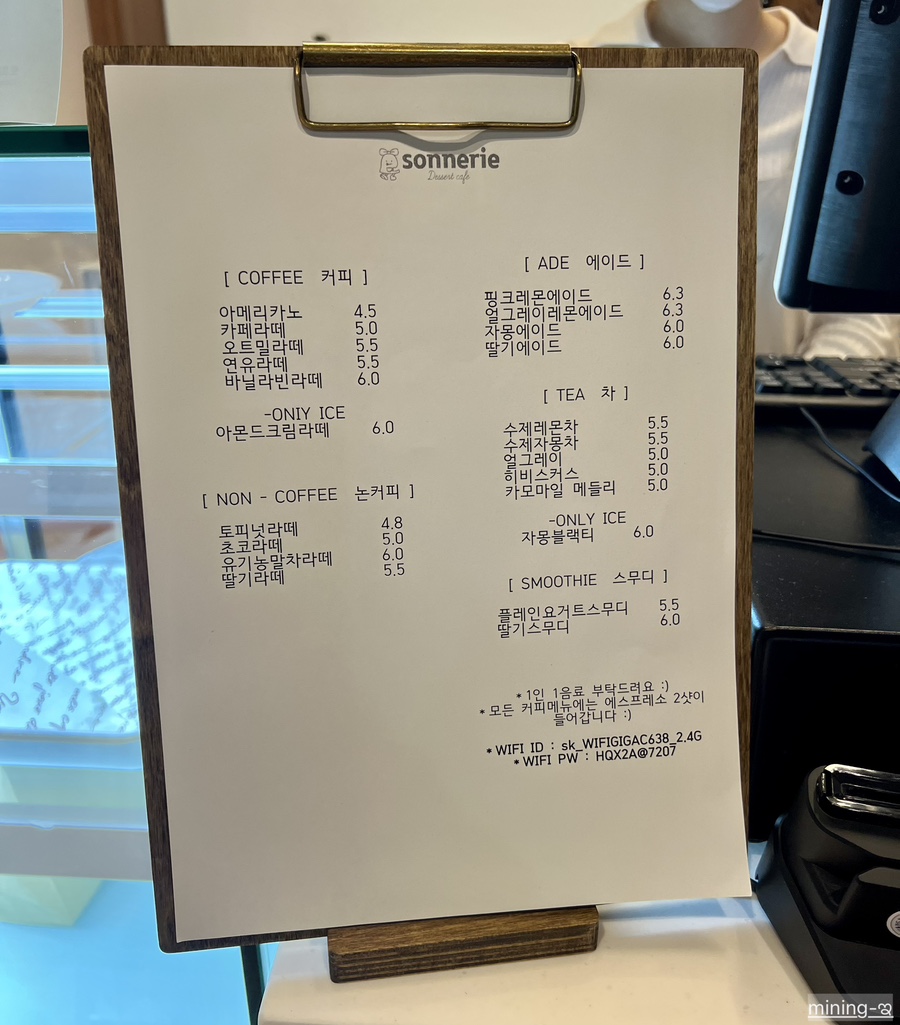 sonnerie
Dessert cafe
[ COFFEE 커피 ]
아메리카노 4.5
카페라떼 5.0
오트밀라떼 5.5
연유라떼 5.5
바닐라빈라떼 6.0
-ONIY ICE
아몬드크림라떼 6.0
[ NON - COFFEE 논커피 ]
토피넛라떼 4.8
초코라떼 5.0
유기농말차라떼 6.0
딸기라떼 5.5
[ ADE 에이드 ]
핑크레몬에이드 6.3
얼그레이레몬에이드 6.3
자몽에이드 6.0
딸기에이드 6.0
[ TEA 차 ]
수제레몬차 5.5
수제자몽차 5.5
얼그레이 5.0
히비스커스 5.0
카모마일 메들리 5.0
-ONLY ICE
자몽블랙티 6.0
[ SMOOTHIE 스무디 ]
플레인요거트스무디 5.5
딸기스무디 6.0
* 1인 1음료 부탁드려요 :)
* 모든 커피메뉴에는 에스프레소 2샷이
들어갑니다 :)
* WIFI ID : sk_WIFIGIGAC638_2.4G
* WIFI PW : HQX2A@7207
mining-ஐ